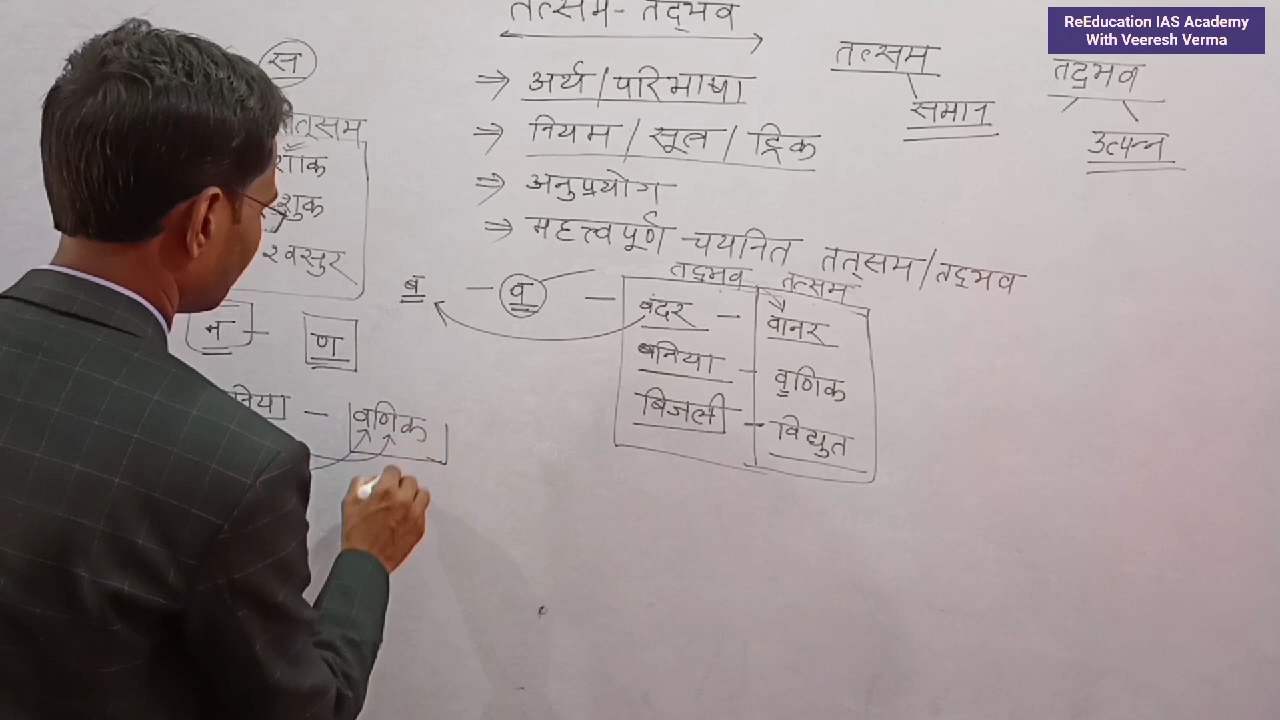 ReEducation IAS Academy
With Veeresh Verma
तत्सम - तद्भव
तत्सम
समान
तद्भव
उत्पन्न
⇒ अर्थ / परिभाषा
⇒ नियम / सूत्र / ट्रिक
⇒ अनुप्रयोग
⇒ महत्त्वपूर्ण चयनित तत्सम / तद्भव
स
तत्सम
शुक
श्वसुर
ब - व -
तद्भव तत्सम
बंदर - वानर
बनिया - वणिक
बिजली - विद्युत
न - ण
- वणिक